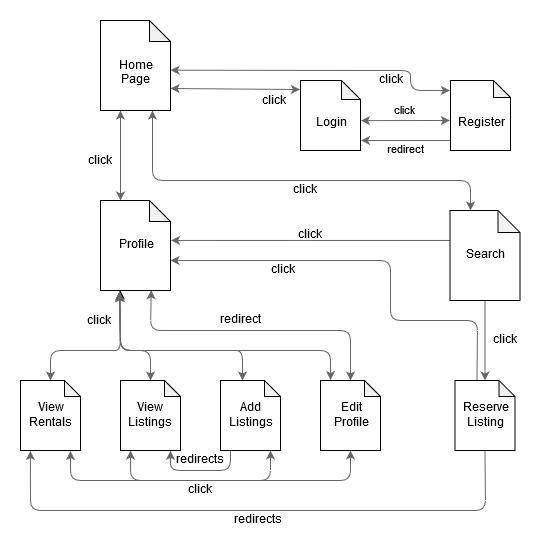 Home
Page
click
click
Login
click
Register
redirect
click
click
Profile
click
Search
click
click
redirect
click
View
Rentals
View
Listings
Add
Listings
Edit
Profile
Reserve
Listing
redirects
click
redirects